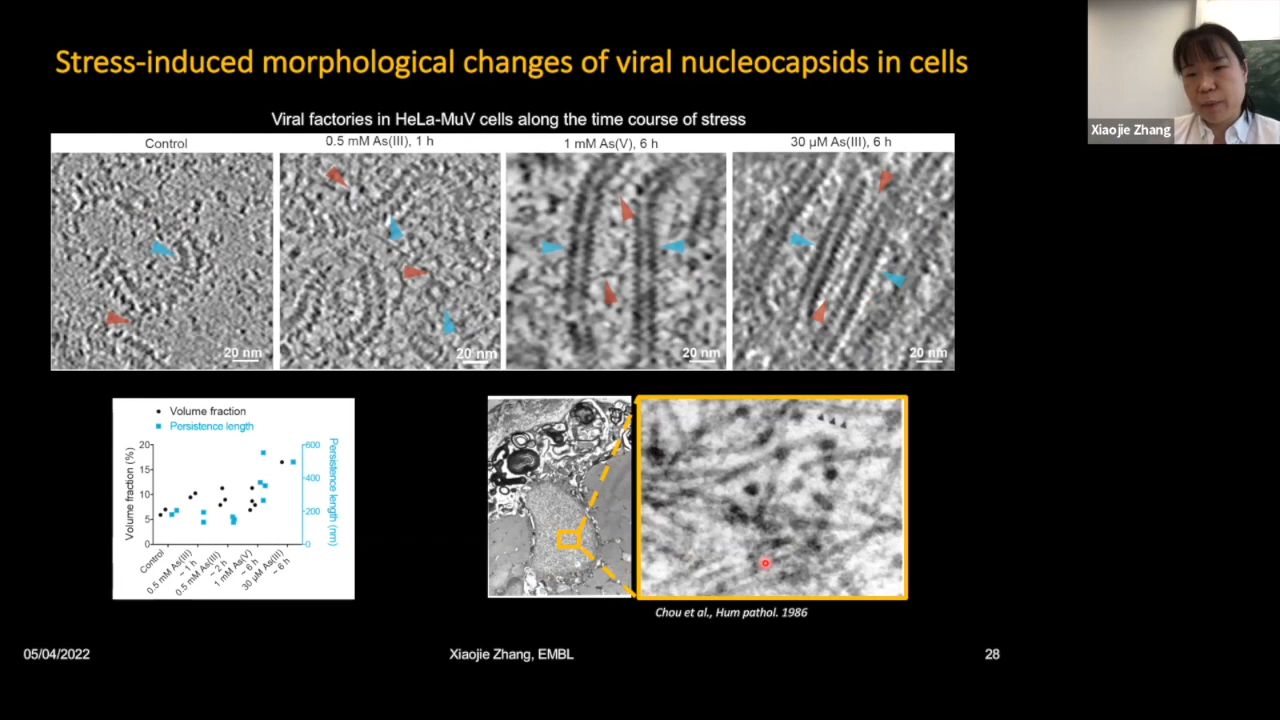 Stress-induced morphological changes of viral nucleocapsids in cells
Xiaojie Zhang
Viral factories in HeLa-MuV cells along the time course of stress
Control
0.5 mM As(III), 1 h
1 mM As(V), 6 h
30 µM As(III), 6 h
20 nm
20 nm
20 nm
20 nm
Volume fraction
Persistence length
Volume fraction (%)
20
15
10
5
0
600
400
200
0
Persistence length (nm)
Control
0.5 mM As(III)
~ 1 h
0.5 mM As(III)
~ 2 h
1 mM As(V)
~ 6 h
30 µM As(III)
~ 6 h
Chou et al., Hum pathol. 1986
05/04/2022
Xiaojie Zhang, EMBL
28